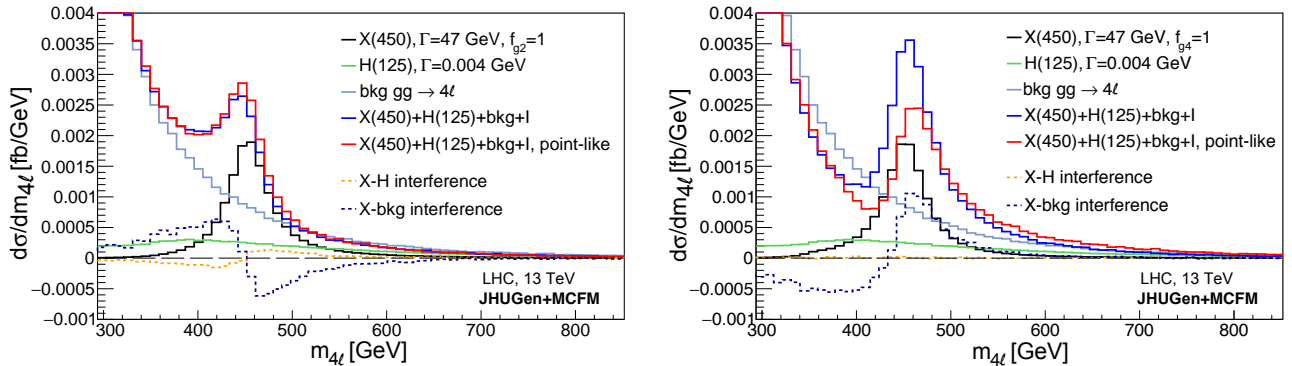 dσ/dm4ℓ [fb/GeV]
0.004
0.0035
0.003
0.0025
0.002
0.0015
0.001
0.0005
0
−0.0005
−0.001
X(450), Γ=47 GeV, fg2=1
H(125), Γ=0.004 GeV
bkg gg → 4ℓ
X(450)+H(125)+bkg+I
X(450)+H(125)+bkg+I, point-like
X-H interference
X-bkg interference
LHC, 13 TeV
JHUGen+MCFM
300 400 500 600 700 800
m4ℓ [GeV]
dσ/dm4ℓ [fb/GeV]
0.004
0.0035
0.003
0.0025
0.002
0.0015
0.001
0.0005
0
−0.0005
−0.001
X(450), Γ=47 GeV, fg4=1
H(125), Γ=0.004 GeV
bkg gg → 4ℓ
X(450)+H(125)+bkg+I
X(450)+H(125)+bkg+I, point-like
X-H interference
X-bkg interference
LHC, 13 TeV
JHUGen+MCFM
300 400 500 600 700 800
m4ℓ [GeV]